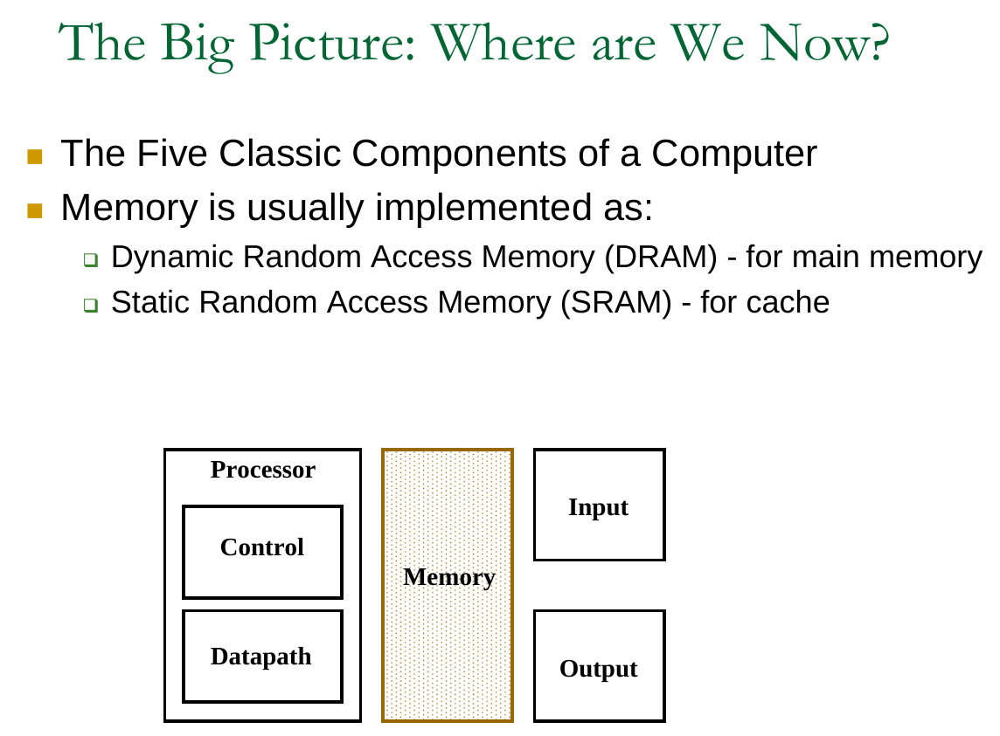 The Big Picture: Where are We Now?
The Five Classic Components of a Computer
Memory is usually implemented as:
Dynamic Random Access Memory (DRAM) - for main memory
Static Random Access Memory (SRAM) - for cache
Processor
Control
Datapath
Memory
Input
Output